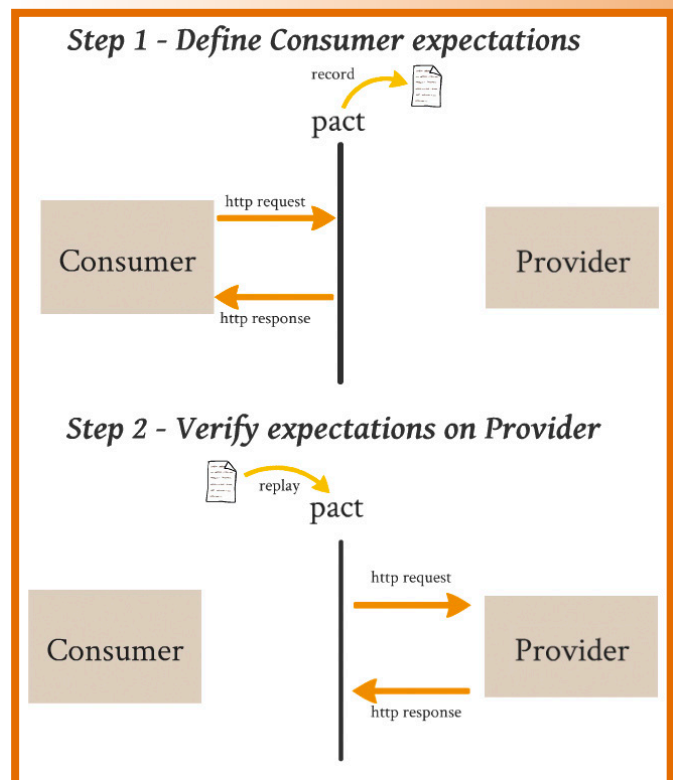 Step 1 - Define Consumer expectations
record
pact
http request
Consumer
Provider
http response
Step 2 - Verify expectations on Provider
replay
pact
http request
Consumer
Provider
http response